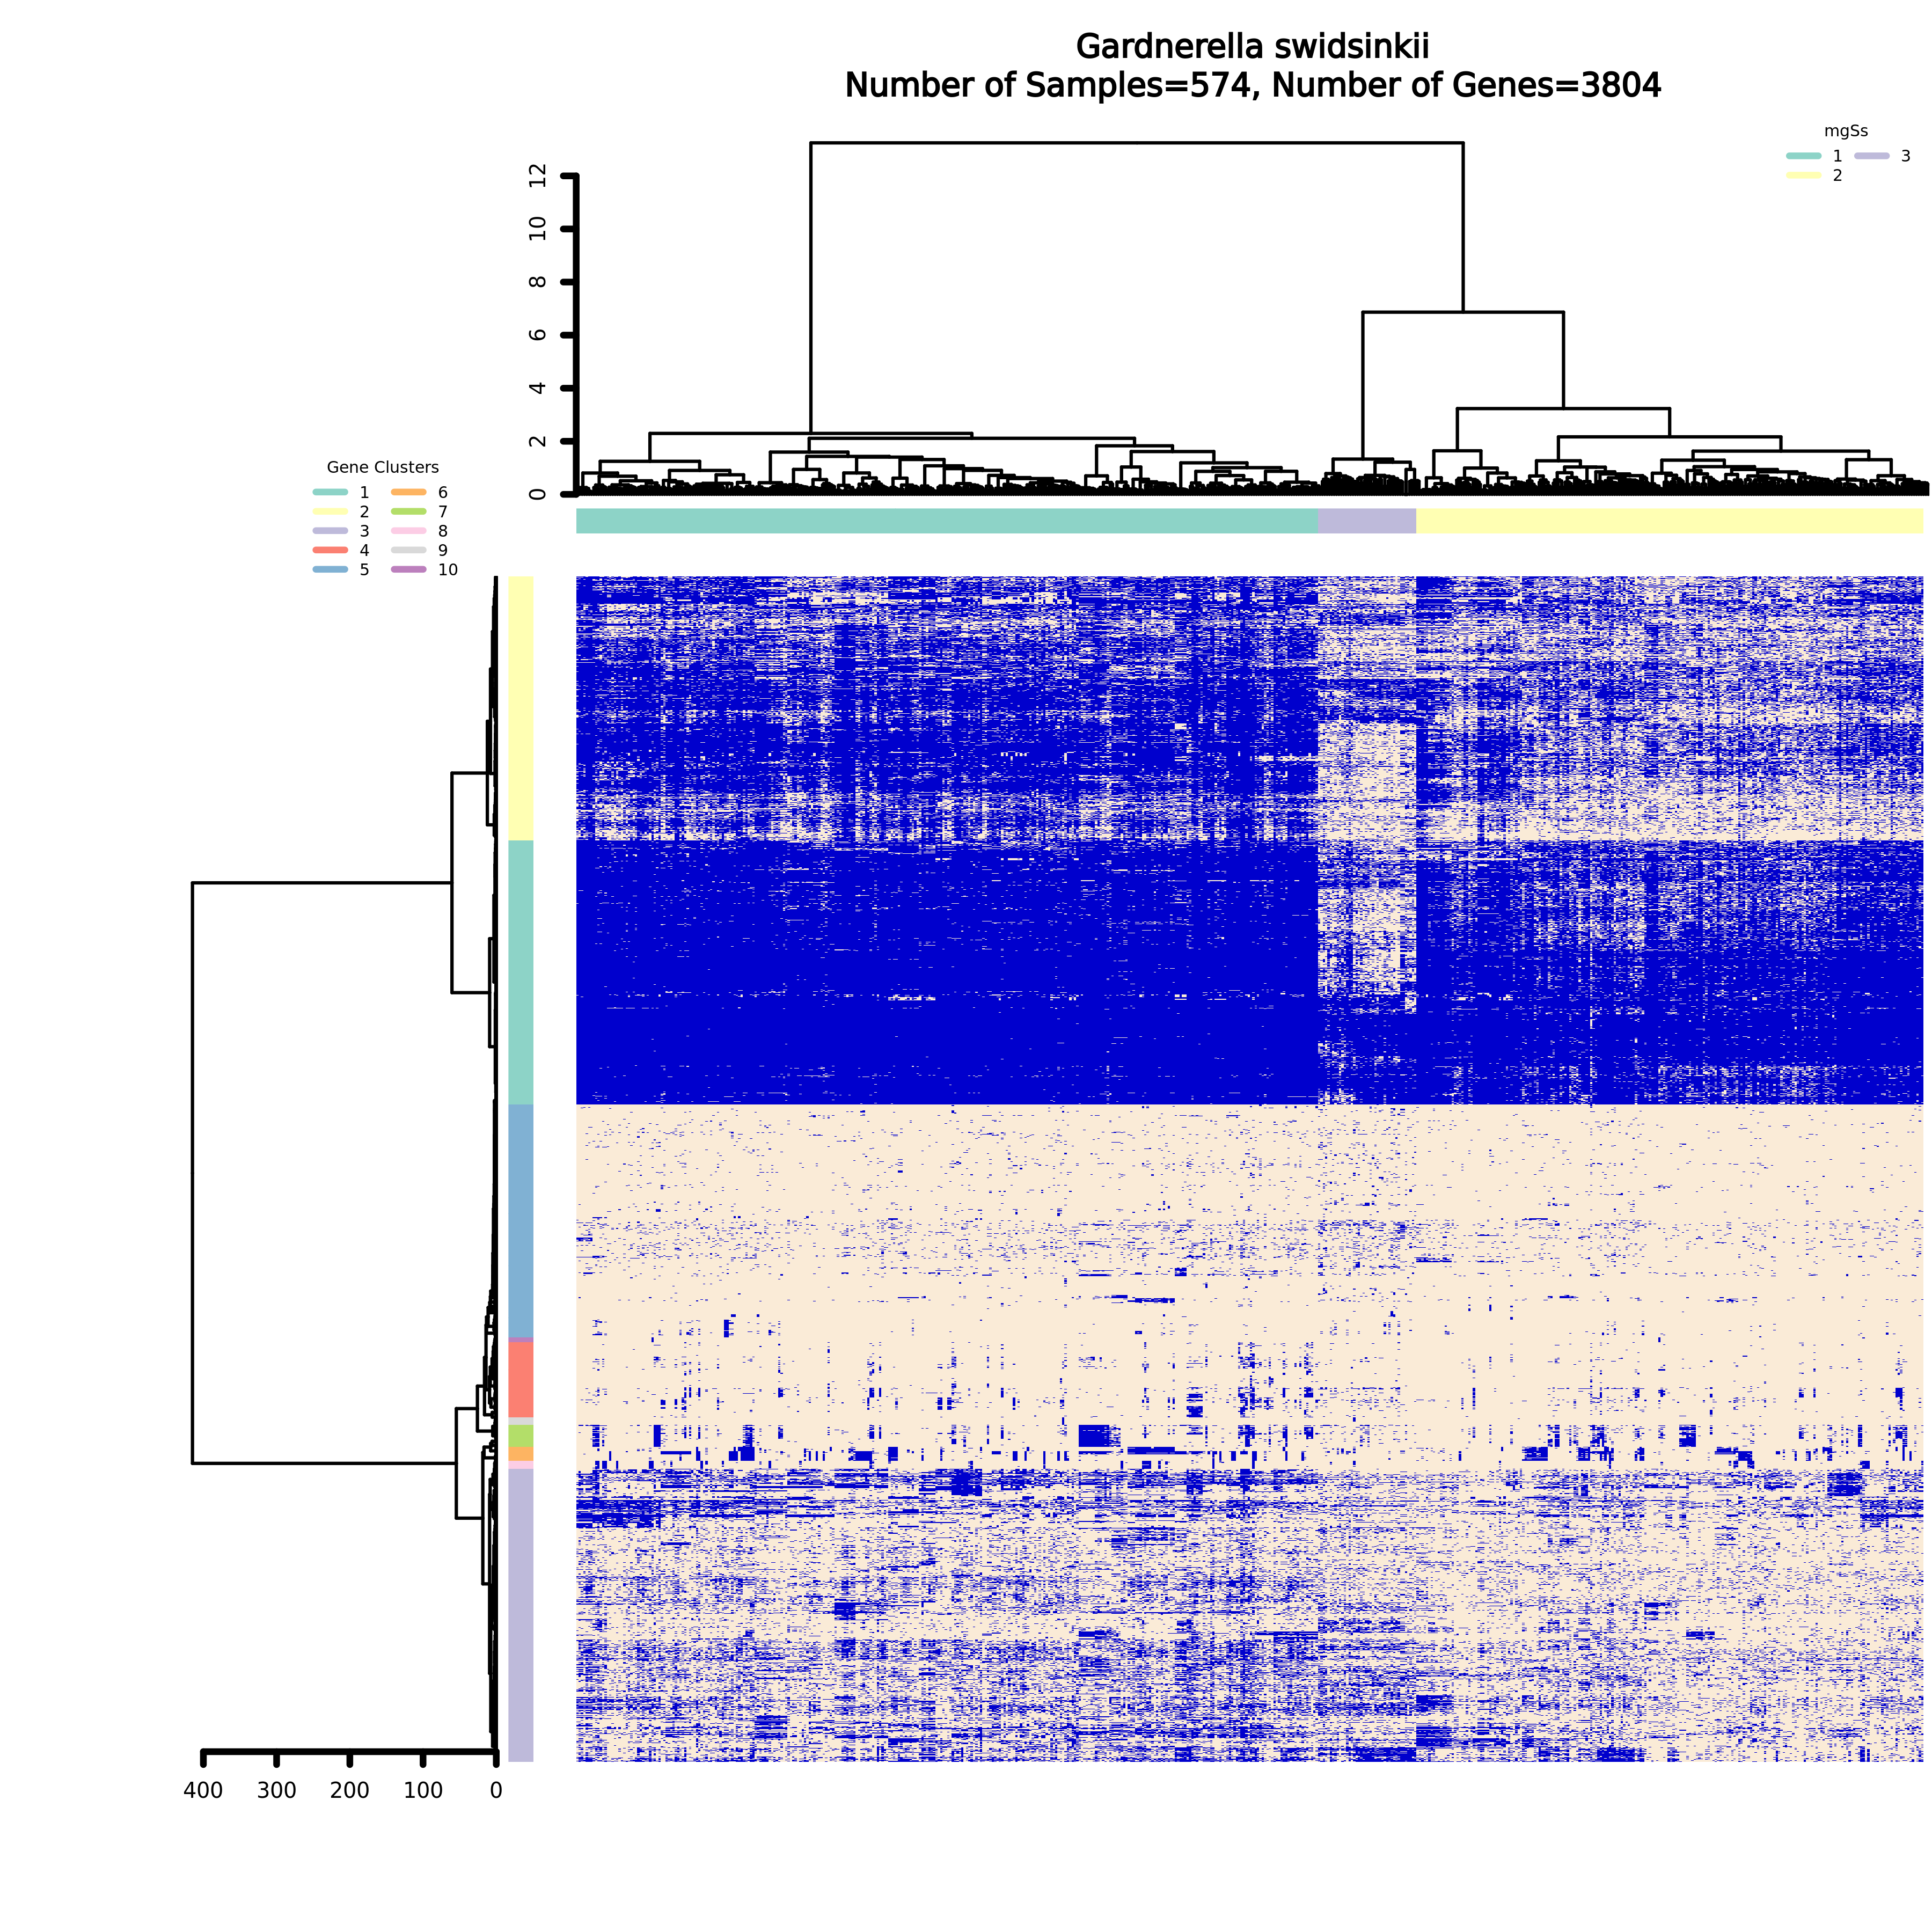 Gardnerella swidsinkii
Number of Samples=574, Number of Genes=3804
mgSs
1 3
2
12
10
8
6
4
2
0
Gene Clusters
1 6
2 7
3 8
4 9
5 10
400 300 200 100 0